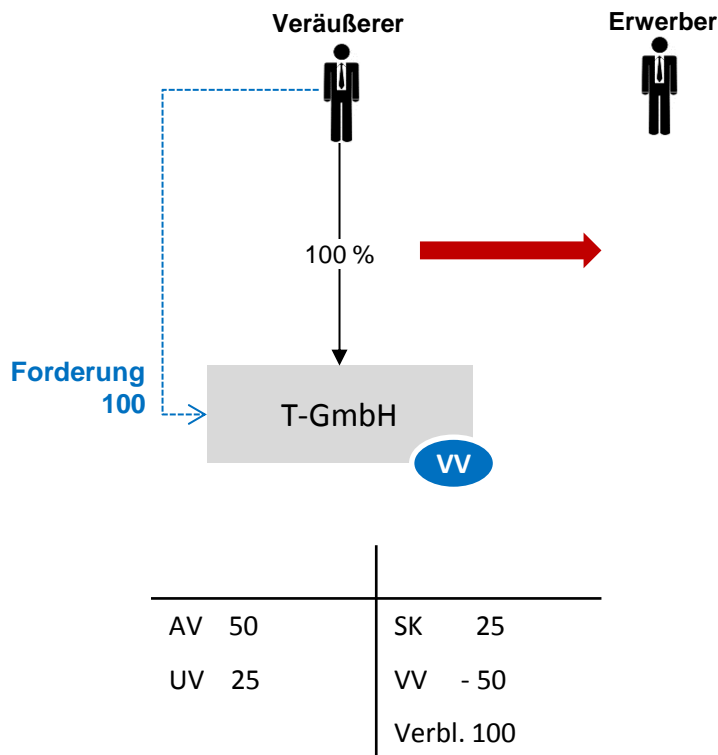 Veräußerer
Erwerber
100 %
Forderung
100
T-GmbH
VV
AV 50
SK 25
UV 25
VV - 50
Verbl. 100